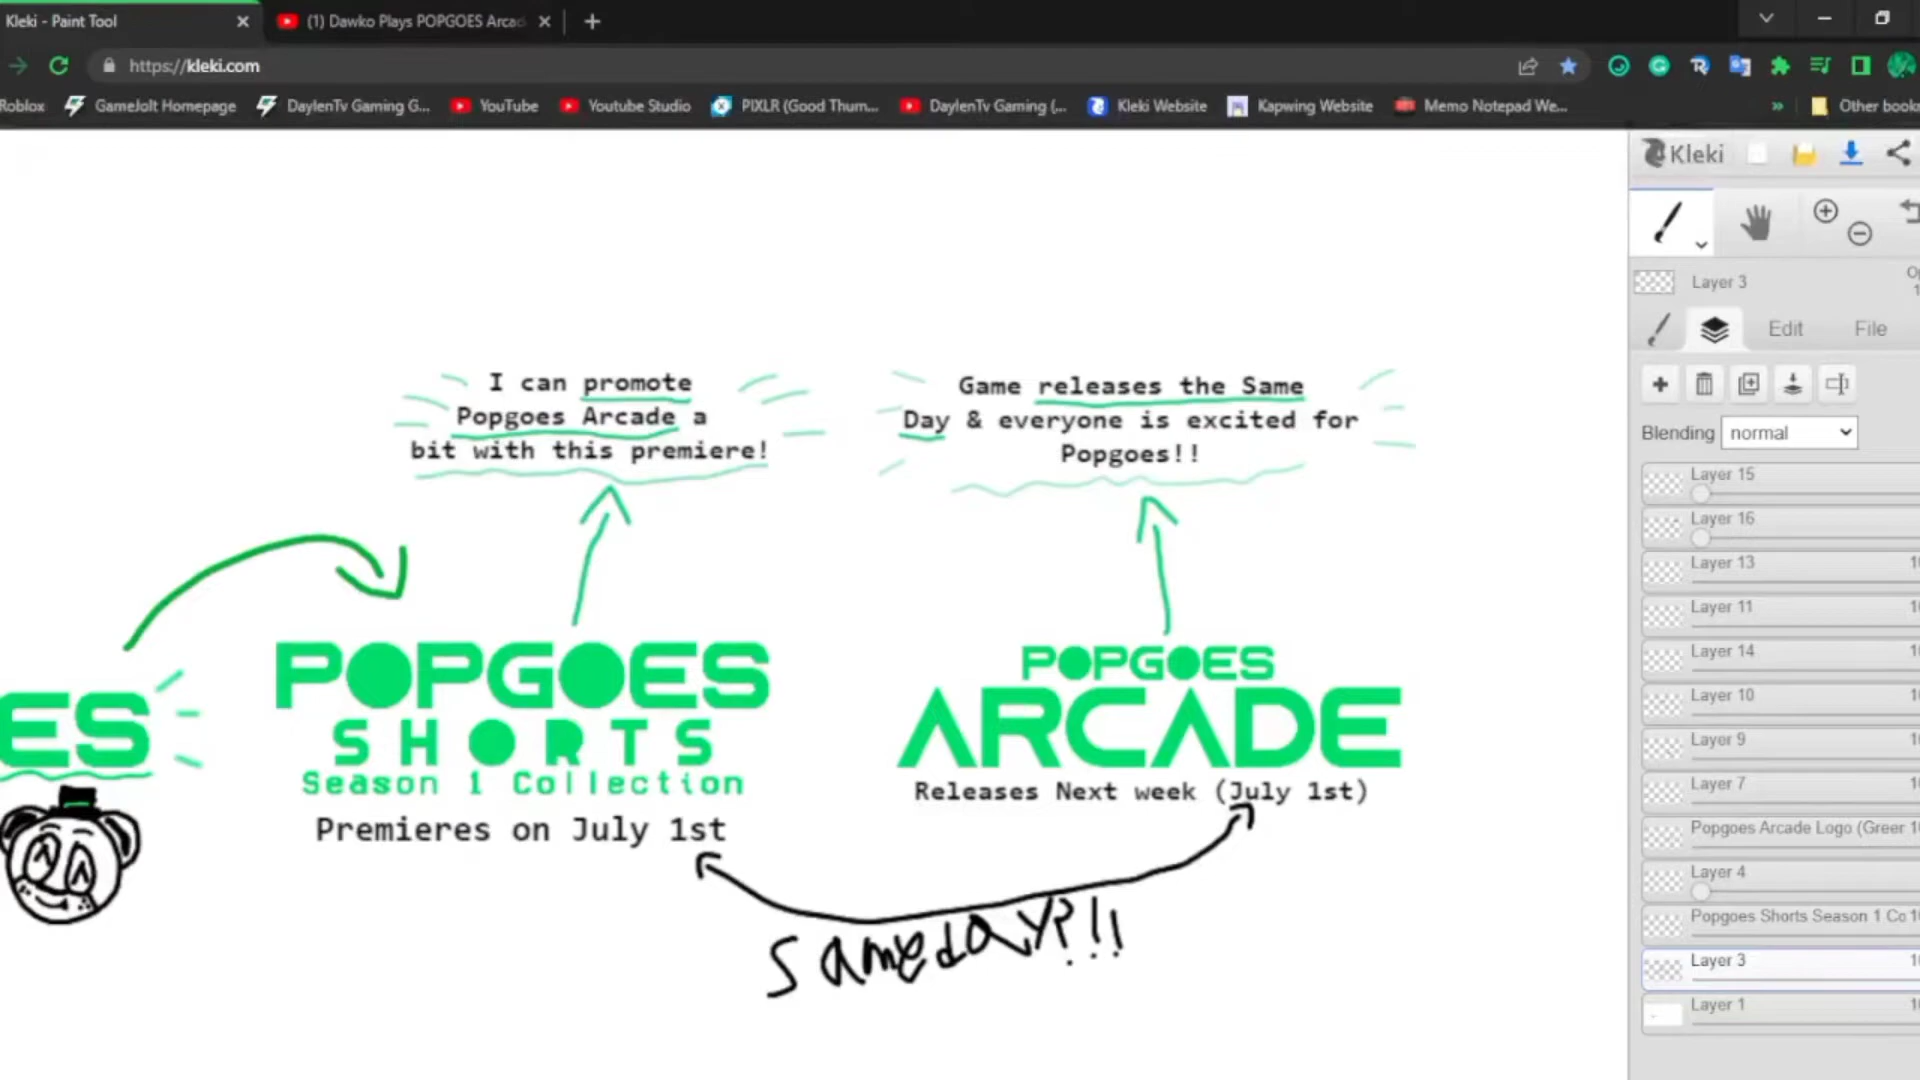 Kleki - Paint Tool
(1) Dawko Plays POPGOES Arcad
https://kleki.com
Roblox
GameJolt Homepage
DaylenTv Gaming G...
YouTube
Youtube Studio
PIXLR (Good Thum...
DaylenTv Gaming (...
Kleki Website
Kapwing Website
Memo Notepad We...
Other book
Kleki
Layer 3
Edit
File
Blending
normal
Layer 15
Layer 16
Layer 13
Layer 11
Layer 14
Layer 10
Layer 9
Layer 7
Popgoes Arcade Logo (Green
Layer 4
Popgoes Shorts Season 1 Co
Layer 3
Layer 1
I can promote
Popgoes Arcade a
bit with this premiere!
Game releases the Same
Day & everyone is excited for
Popgoes!!
ES
POPGOES
SHORTS
Season 1 Collection
Premieres on July 1st
POPGOES
ARCADE
Releases Next week (July 1st)
Same day?!!